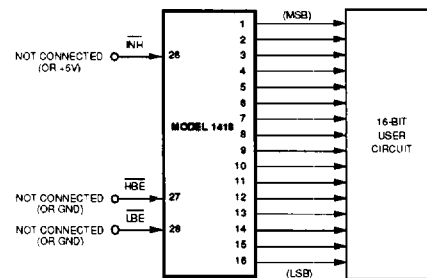 1
(MSB)
2
3
4
5
6
7
8
9
10
11
12
13
14
15
16
(LSB)
INH
NOT CONNECTED
(OR +5V)
26
MODEL 1418
16-BIT
USER
CIRCUIT
HBE
NOT CONNECTED
(OR GND)
27
LBE
NOT CONNECTED
(OR GND)
28